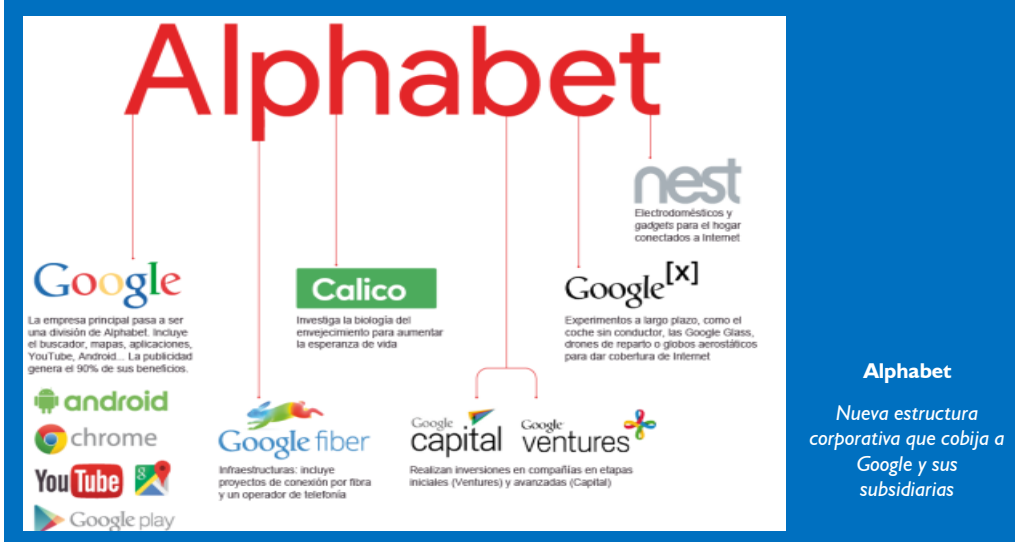 Alphabet
nest
Electrodomésticos y
gadgets para el hogar
conectados a Internet
Google
La empresa principal pasa a ser
una división de Alphabet. Incluye
el buscador, mapas, aplicaciones,
YouTube, Android... La publicidad
genera el 90% de sus beneficios.
android
chrome
You Tube
Google play
Calico
Investiga la biología del
envejecimiento para aumentar
la esperanza de vida
Google[x]
Experimentos a largo plazo, como el
coche sin conductor, las Google Glass,
drones de reparto o globos aerostáticos
para dar cobertura de Internet
Google fiber
Infraestructuras: incluye
proyectos de conexión por fibra
y un operador de telefonía
Google capital
Google ventures
Realizan inversiones en compañías en etapas
iniciales (Ventures) y avanzadas (Capital)
Alphabet
Nueva estructura
corporativa que cobija a
Google y sus
subsidiarias